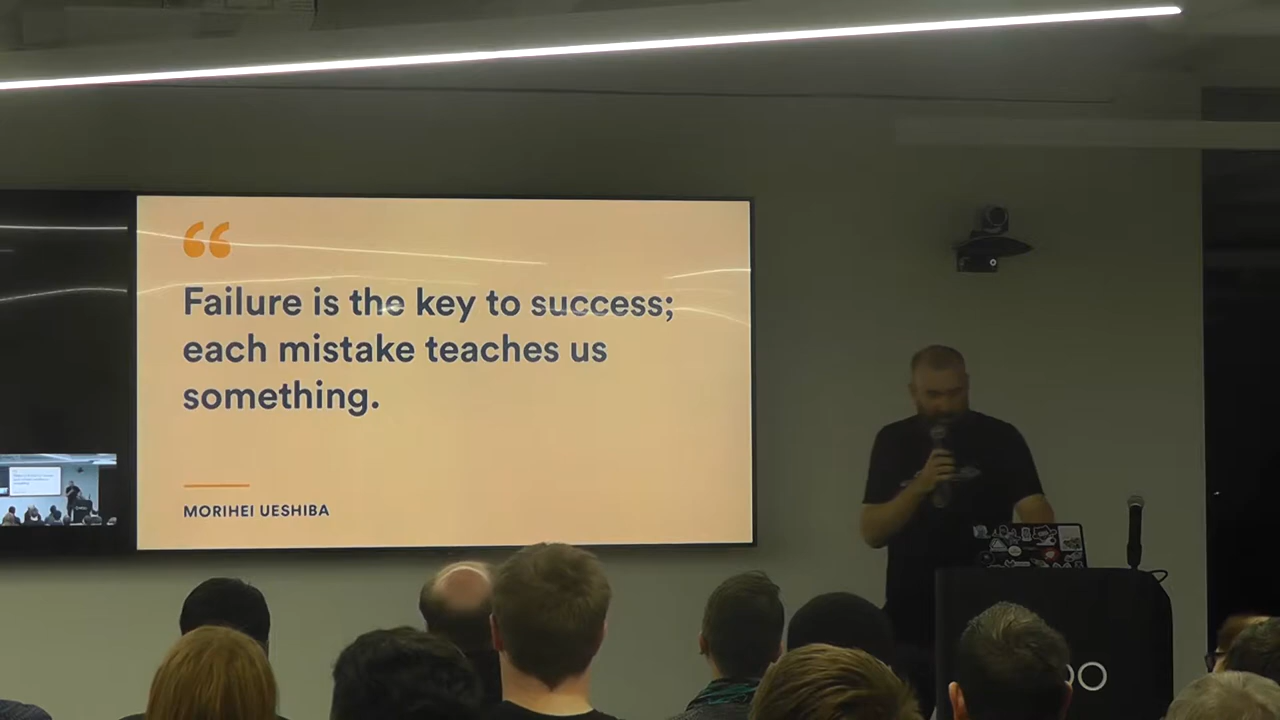 Failure is the key to success;
each mistake teaches us
something.
MORIHEI UESHIBA